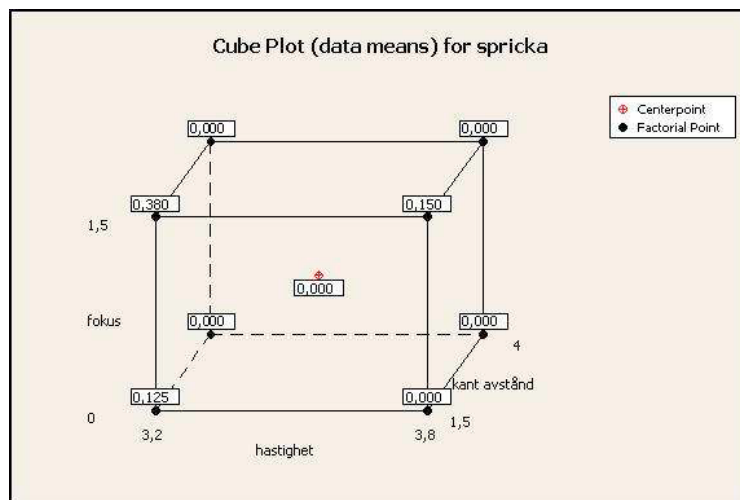 Cube Plot (data means) for spricka
Centerpoint
Factorial Point
0,000
0,000
0,380
0,150
1,5
0,000
fokus
0,000
0,000
4
kant avstånd
0,125
0,000
0
1,5
3,2
3,8
hastighet